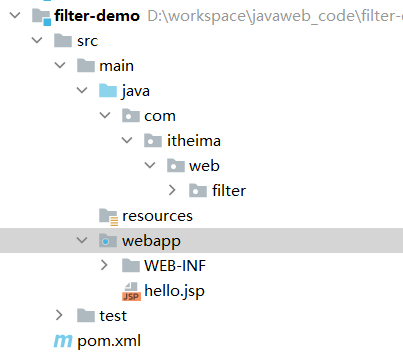 filter-demo D:\workspace\javaweb_code\filter-
src
main
java
com
itheima
web
filter
resources
webapp
WEB-INF
JSP hello.jsp
test
m pom.xml